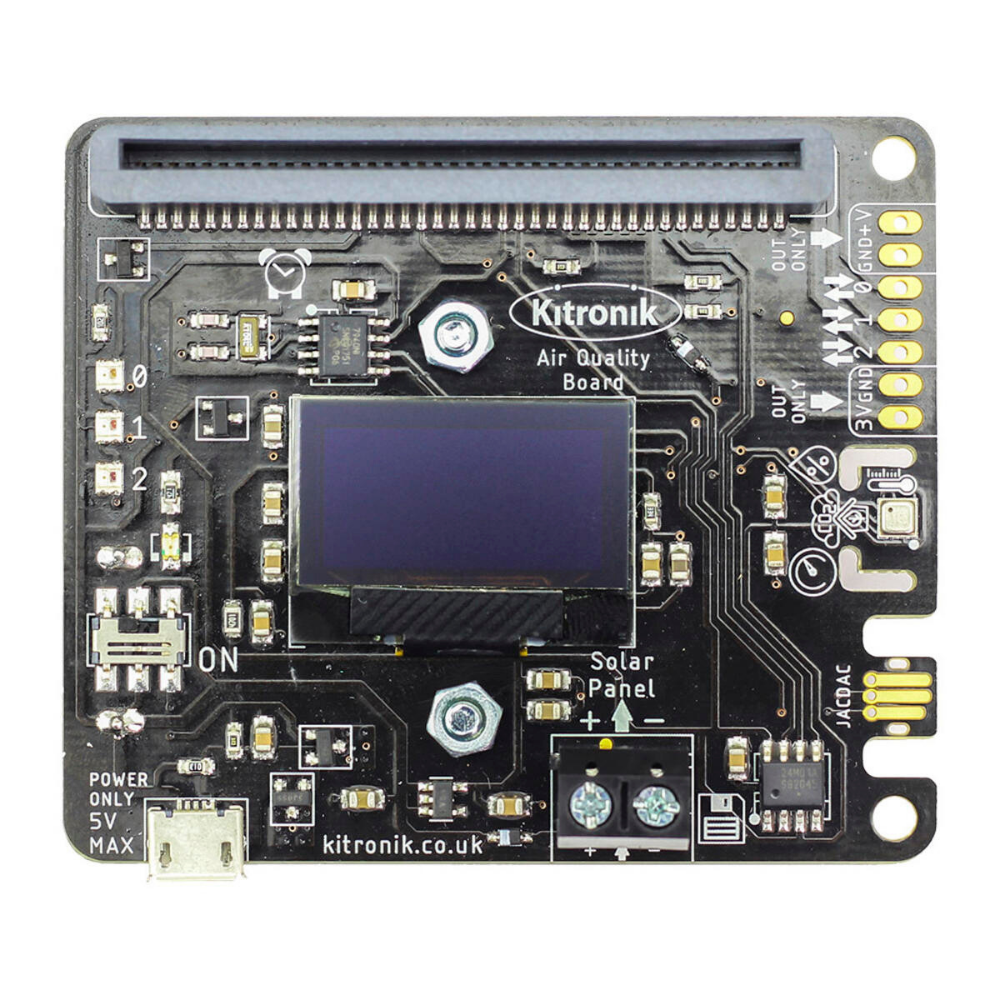 Kitronik
Air Quality
Board
OUT
ONLY
GND+V
0
1
2
OUT
ONLY
3V GND
0
1
2
CO2
ON
Solar
Panel
+ −
JACDAC
POWER
ONLY
5V
MAX
kitronik.co.uk
+ −